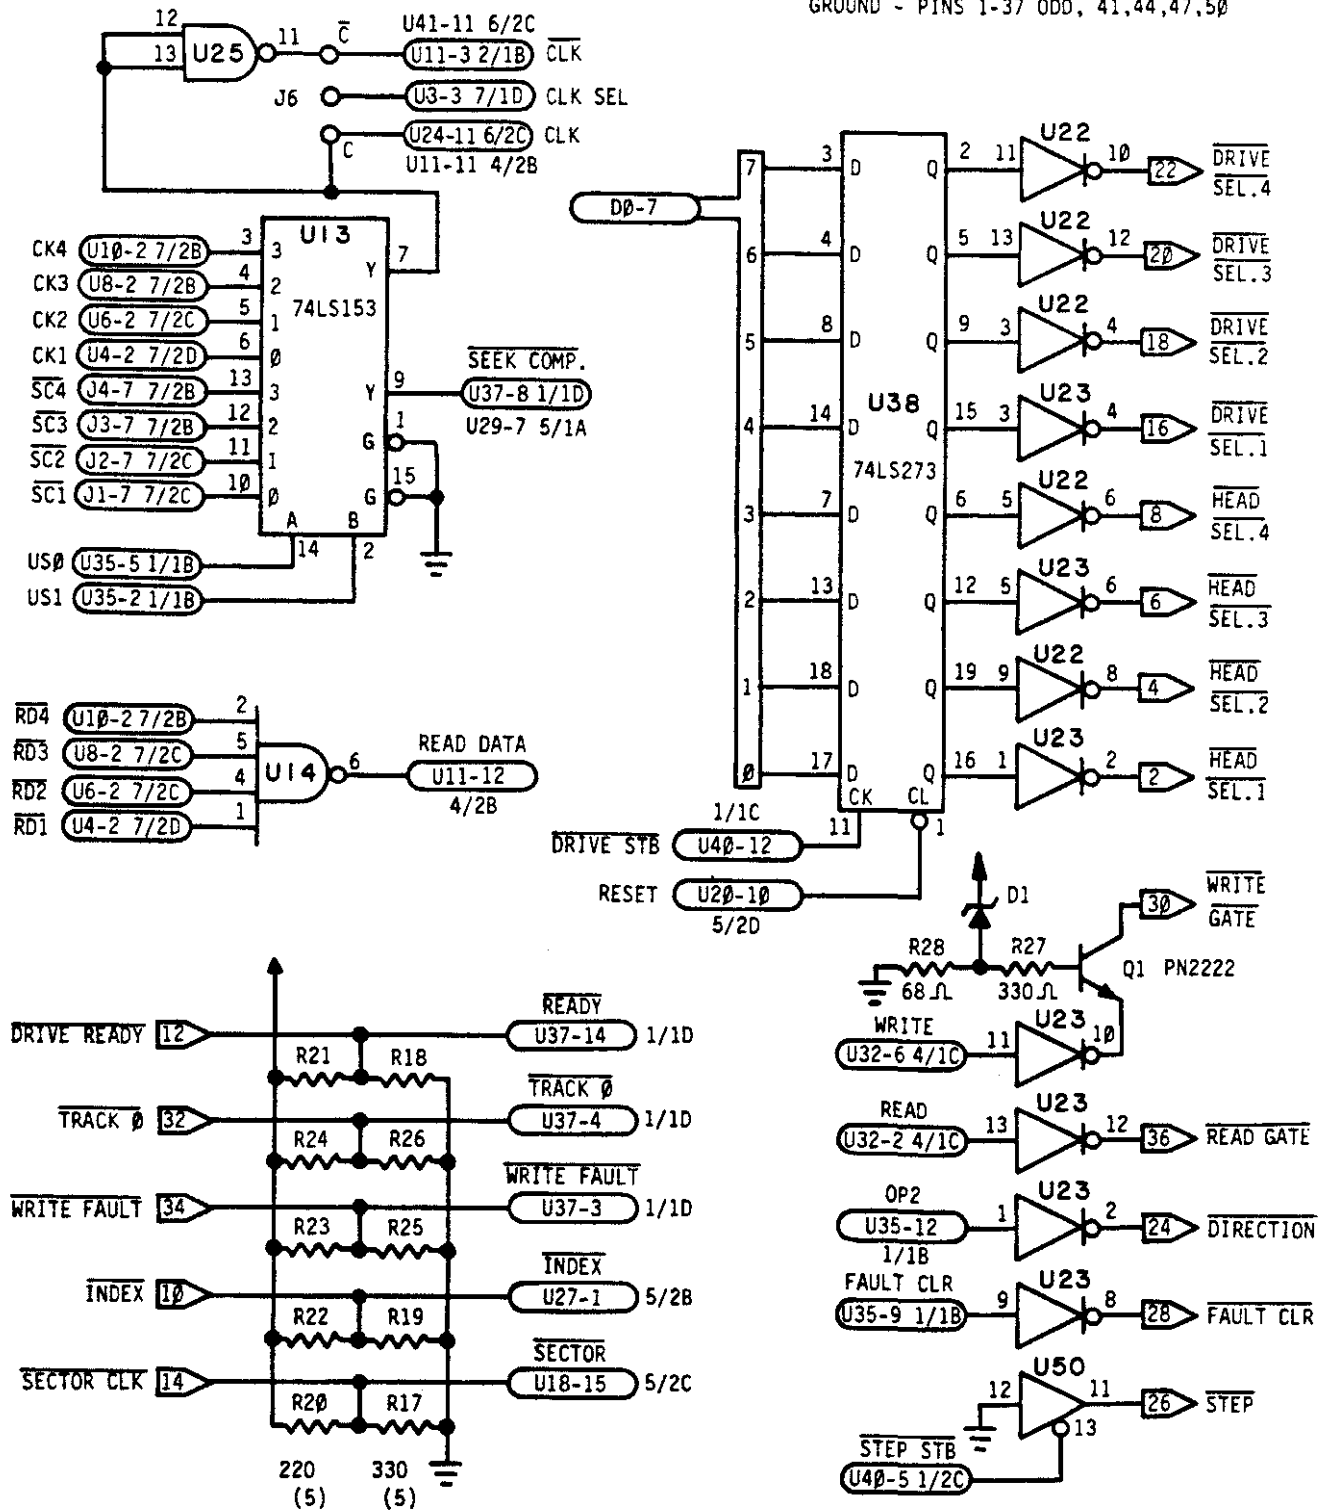 GROUND - PINS 1-37 ODD, 41,44,47,5Ø
12
13
U25
11
C
U41-11 6/2C
U11-3 2/1B CLK
J6
U3-3 7/1D CLK SEL
U24-11 6/2C CLK
C
U11-11 4/2B
U13
74LS153
CK4 U1Ø-2 7/2B 3 3
CK3 U8-2 7/2B 4 2
CK2 U6-2 7/2C 5 1
CK1 U4-2 7/2D 6 Ø
SC4 J4-7 7/2B 13 3
SC3 J3-7 7/2B 12 2
SC2 J2-7 7/2C 11 1
SC1 J1-7 7/2C 1Ø Ø
Y 7
Y 9
SEEK COMP.
U37-8 1/1D
U29-7 5/1A
G 1
G 15
A B
14 2
USØ U35-5 1/1B
US1 U35-2 1/1B
RD4 U1Ø-2 7/2B 2
RD3 U8-2 7/2C 5
RD2 U6-2 7/2C 4
RD1 U4-2 7/2D 1
U14
6
READ DATA
U11-12
4/2B
DØ-7
U38
74LS273
7 3 D Q 2 11 U22 1Ø 22 DRIVE SEL.4
6 4 D Q 5 13 U22 12 2Ø DRIVE SEL.3
5 8 D Q 9 3 U22 4 18 DRIVE SEL.2
4 14 D Q 15 3 U23 4 16 DRIVE SEL.1
3 7 D Q 6 5 U22 6 8 HEAD SEL.4
2 13 D Q 12 5 U23 6 6 HEAD SEL.3
1 18 D Q 19 9 U22 8 4 HEAD SEL.2
Ø 17 D Q 16 1 U23 2 2 HEAD SEL.1
CK CL
11 1
1/1C
DRIVE STB U4Ø-12
RESET U2Ø-1Ø
5/2D
D1
R28
68Ω
R27
330Ω
Q1 PN2222
3Ø WRITE GATE
WRITE
U32-6 4/1C 11 U23 1Ø
READ
U32-2 4/1C 13 U23 12 36 READ GATE
OP2
U35-12 1 U23 2 24 DIRECTION
1/1B
FAULT CLR
U35-9 1/1B 9 U23 8 28 FAULT CLR
U50
12 11 26 STEP
13
STEP STB
U4Ø-5 1/2C
DRIVE READY 12
R21 R18
READY
U37-14 1/1D
TRACK Ø 32
R24 R26
TRACK Ø
U37-4 1/1D
WRITE FAULT 34
R23 R25
WRITE FAULT
U37-3 1/1D
INDEX 1Ø
R22 R19
INDEX
U27-1 5/2B
SECTOR CLK 14
R2Ø R17
SECTOR
U18-15 5/2C
220 330
(5) (5)